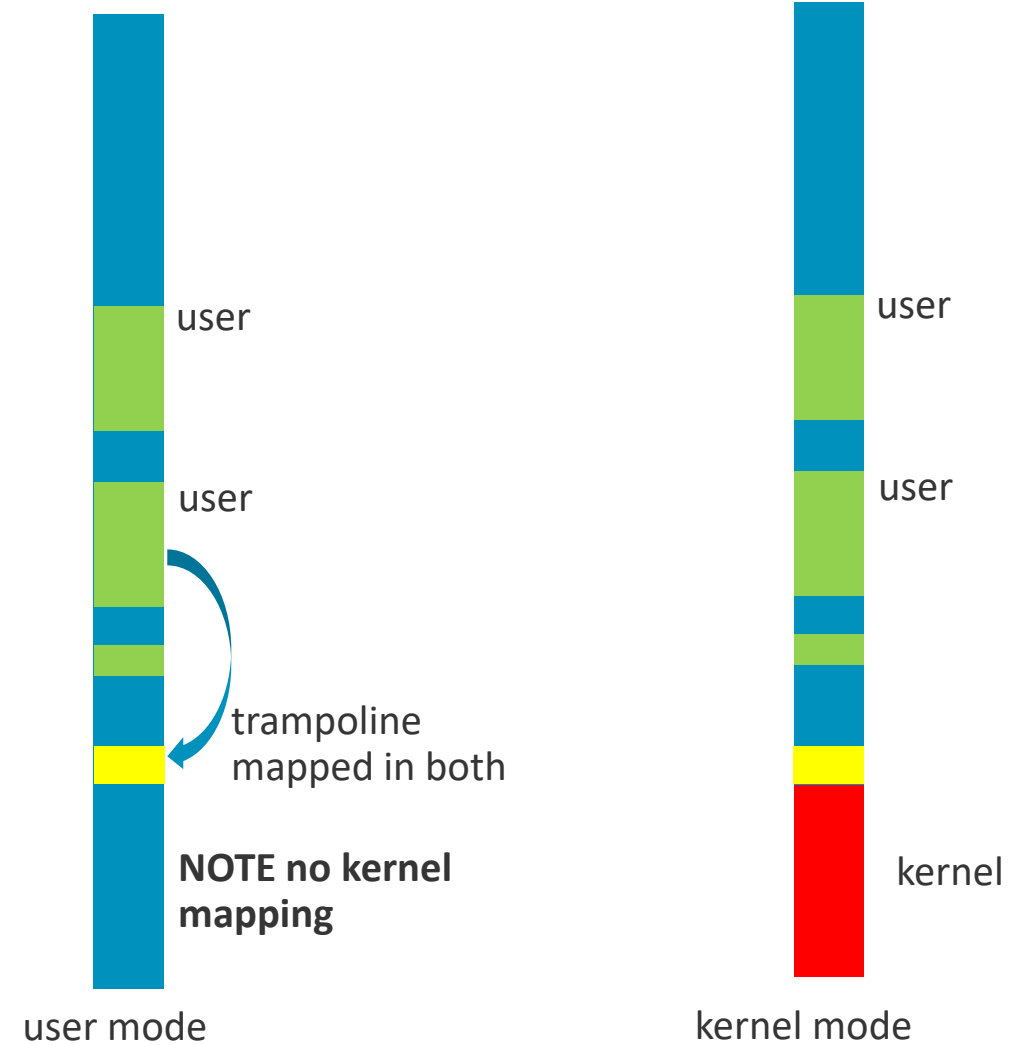 user
user
trampoline
mapped in both
NOTE no kernel
mapping
user mode
user
user
kernel
kernel mode